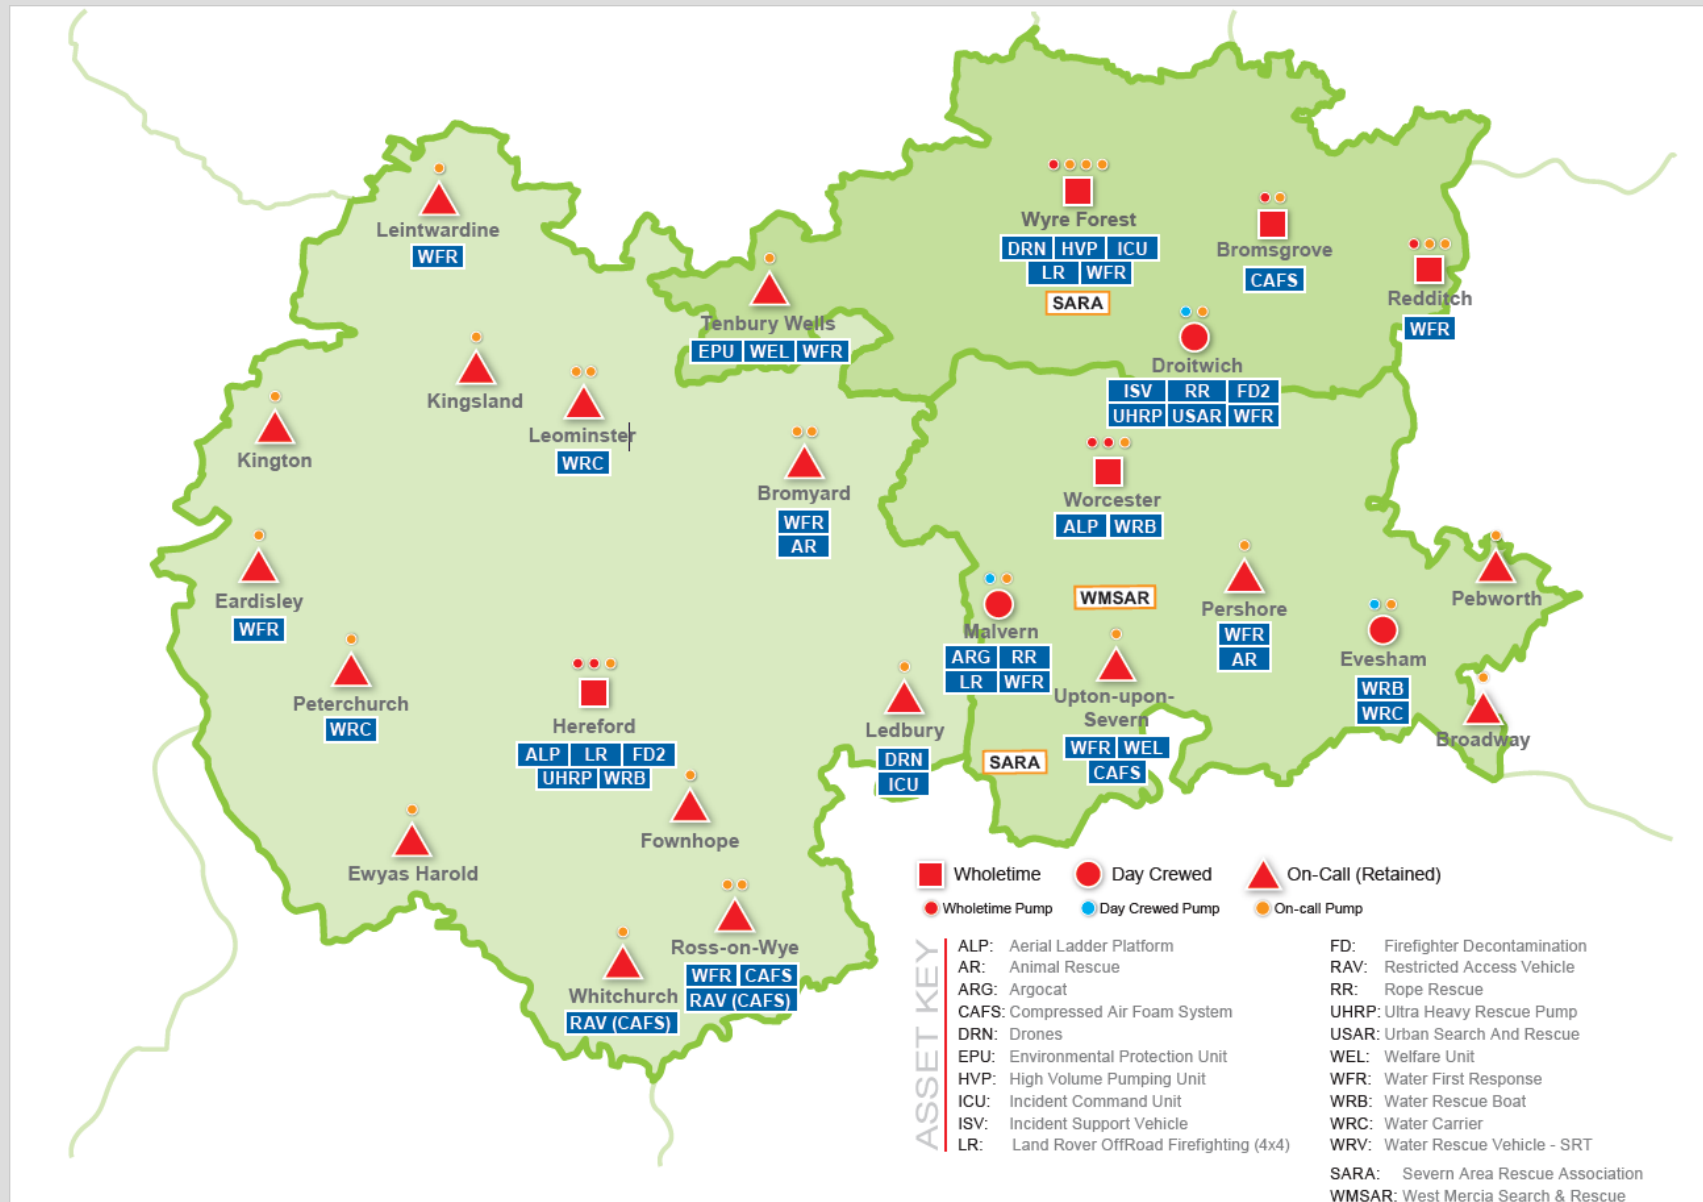 Leintwardine
WFR
Wyre Forest
DRN HVP ICU
LR WFR
SARA
Bromsgrove
CAFS
Redditch
WFR
Tenbury Wells
EPU WEL WFR
Droitwich
ISV RR FD2
UHRP USAR WFR
Kingsland
Leominster
WRC
Kington
Bromyard
WFR
AR
Worcester
ALP WRB
Eardisley
WFR
WMSAR
Malvern
ARG RR
LR WFR
Pershore
WFR
AR
Pebworth
Evesham
WRB
WRC
Peterchurch
WRC
Hereford
ALP LR FD2
UHRP WRB
Ledbury
DRN
ICU
Upton-upon-
Severn
WFR WEL
CAFS
SARA
Broadway
Fownhope
Ewyas Harold
Ross-on-Wye
WFR CAFS
RAV (CAFS)
Whitchurch
RAV (CAFS)
Wholetime Day Crewed On-Call (Retained)
Wholetime Pump Day Crewed Pump On-call Pump
ASSET KEY
ALP: Aerial Ladder Platform
AR: Animal Rescue
ARG: Argocat
CAFS: Compressed Air Foam System
DRN: Drones
EPU: Environmental Protection Unit
HVP: High Volume Pumping Unit
ICU: Incident Command Unit
ISV: Incident Support Vehicle
LR: Land Rover OffRoad Firefighting (4x4)
FD: Firefighter Decontamination
RAV: Restricted Access Vehicle
RR: Rope Rescue
UHRP: Ultra Heavy Rescue Pump
USAR: Urban Search And Rescue
WEL: Welfare Unit
WFR: Water First Response
WRB: Water Rescue Boat
WRC: Water Carrier
WRV: Water Rescue Vehicle - SRT
SARA: Severn Area Rescue Association
WMSAR: West Mercia Search & Rescue